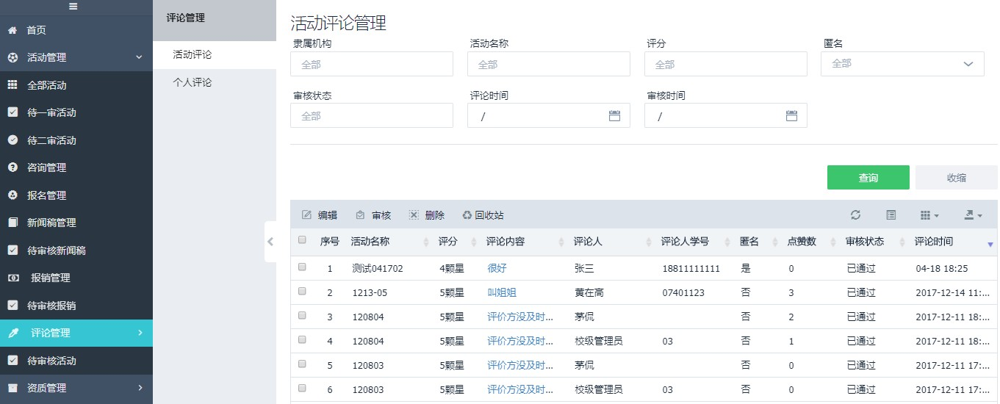 首页
活动管理
全部活动
待一审活动
待二审活动
咨询管理
报名管理
新闻稿管理
待审核新闻稿
报销管理
待审核报销
评论管理
待审核活动
资质管理
评论管理
活动评论
个人评论
活动评论管理
隶属机构 活动名称 评分 匿名
全部 全部 全部 全部
审核状态 评论时间 审核时间
全部 / /
查询 收缩
编辑 审核 删除 回收站
序号 活动名称 评分 评论内容 评论人 评论人学号 匿名 点赞数 审核状态 评论时间
1 测试041702 4颗星 很好 张三 18811111111 是 0 已通过 04-18 18:25
2 1213-05 5颗星 叫姐姐 黄在高 07401123 否 3 已通过 2017-12-14 11:...
3 120804 5颗星 评价方没及时... 茅侃 否 2 已通过 2017-12-11 18:...
4 120804 5颗星 评价方没及时... 校级管理员 03 否 1 已通过 2017-12-11 18:...
5 120803 5颗星 评价方没及时... 茅侃 否 0 已通过 2017-12-11 17:...
6 120803 5颗星 评价方没及时... 校级管理员 03 否 0 已通过 2017-12-11 17:...